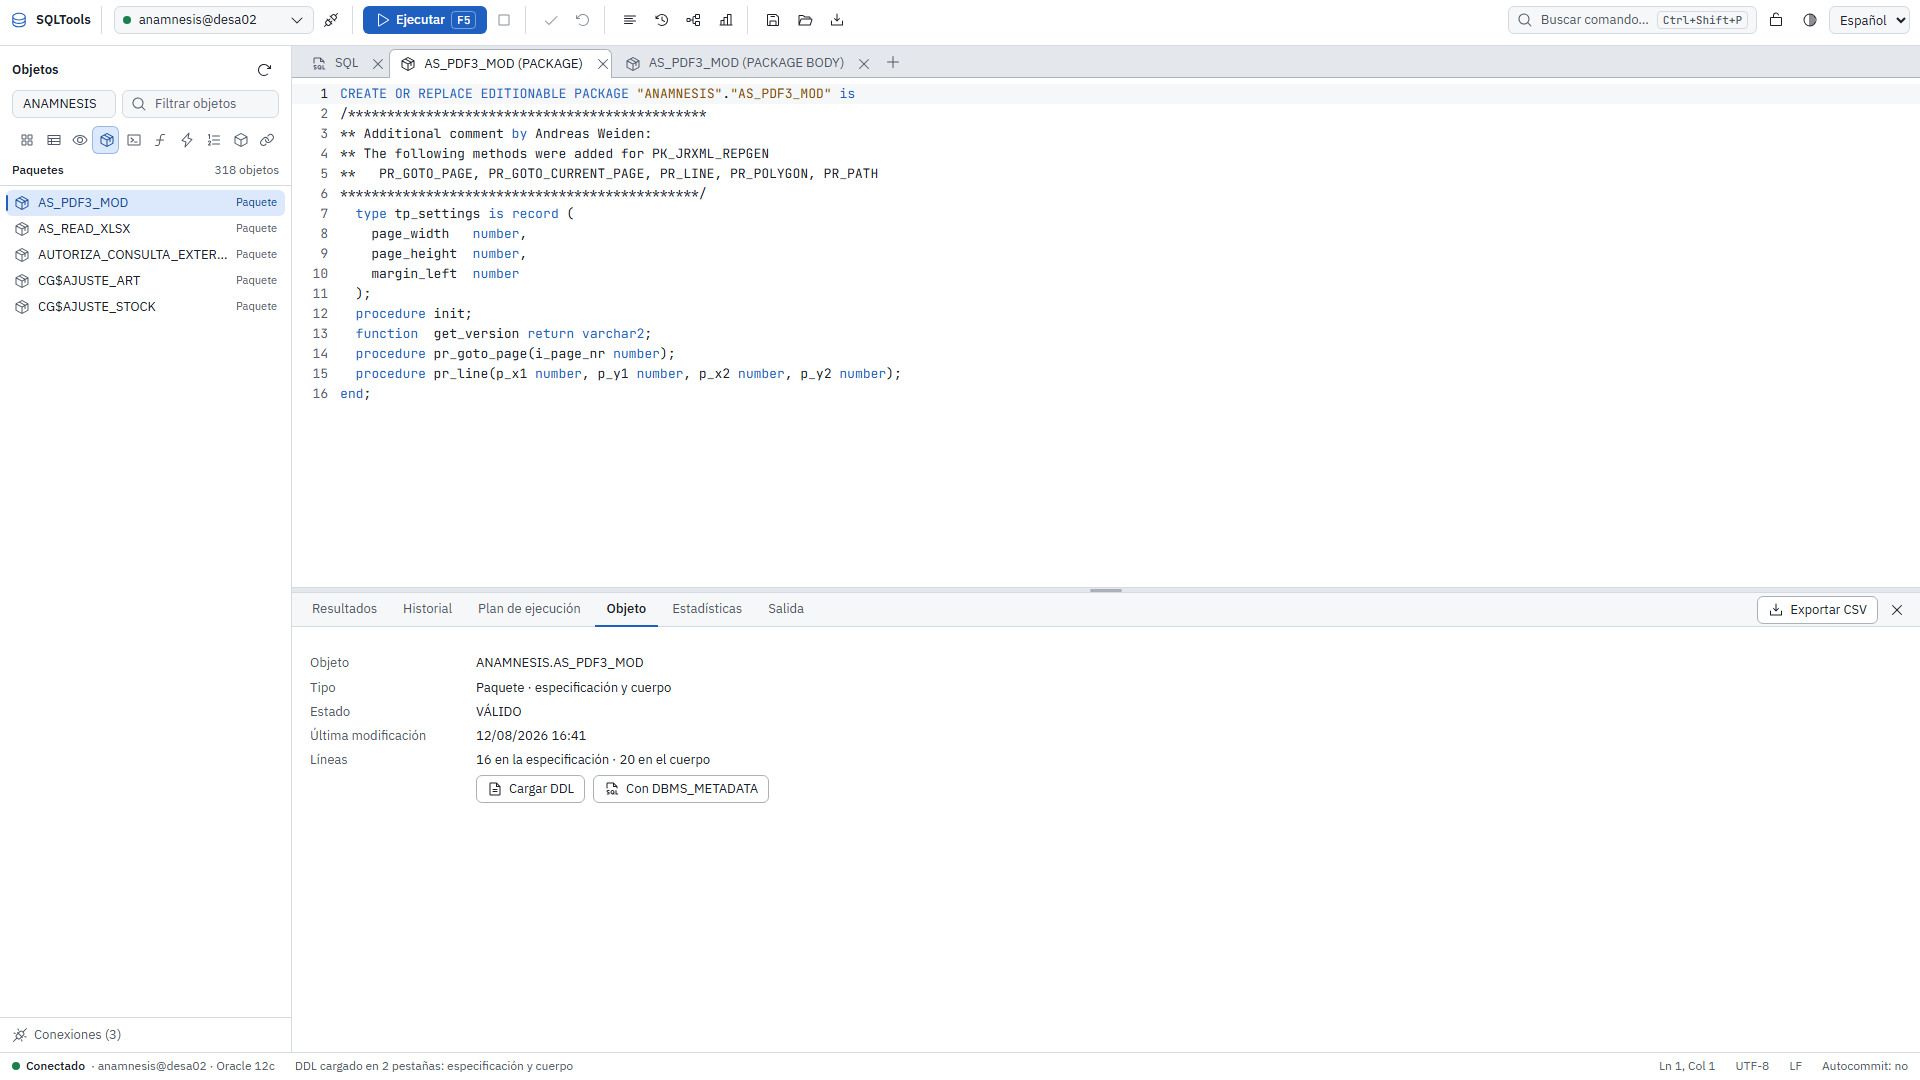 SQLTools
anamnesis@desa02
Ejecutar F5
Buscar comando... Ctrl+Shift+P
Español
Objetos
ANAMNESIS
Filtrar objetos
Paquetes 318 objetos
AS_PDF3_MOD Paquete
AS_READ_XLSX Paquete
AUTORIZA_CONSULTA_EXTER... Paquete
CG$AJUSTE_ART Paquete
CG$AJUSTE_STOCK Paquete
Conexiones (3)
SQL
AS_PDF3_MOD (PACKAGE)
AS_PDF3_MOD (PACKAGE BODY)
1 CREATE OR REPLACE EDITIONABLE PACKAGE "ANAMNESIS"."AS_PDF3_MOD" is
2 /**********************************************
3 ** Additional comment by Andreas Weiden:
4 ** The following methods were added for PK_JRXML_REPGEN
5 **   PR_GOTO_PAGE, PR_GOTO_CURRENT_PAGE, PR_LINE, PR_POLYGON, PR_PATH
6 **********************************************/
7   type tp_settings is record (
8     page_width   number,
9     page_height  number,
10     margin_left  number
11   );
12   procedure init;
13   function  get_version return varchar2;
14   procedure pr_goto_page(i_page_nr number);
15   procedure pr_line(p_x1 number, p_y1 number, p_x2 number, p_y2 number);
16 end;
Resultados Historial Plan de ejecución Objeto Estadísticas Salida
Exportar CSV
Objeto ANAMNESIS.AS_PDF3_MOD
Tipo Paquete · especificación y cuerpo
Estado VÁLIDO
Última modificación 12/08/2026 16:41
Líneas 16 en la especificación · 20 en el cuerpo
Cargar DDL
Con DBMS_METADATA
Conectado · anamnesis@desa02 · Oracle 12c
DDL cargado en 2 pestañas: especificación y cuerpo
Ln 1, Col 1 UTF-8 LF Autocommit: no